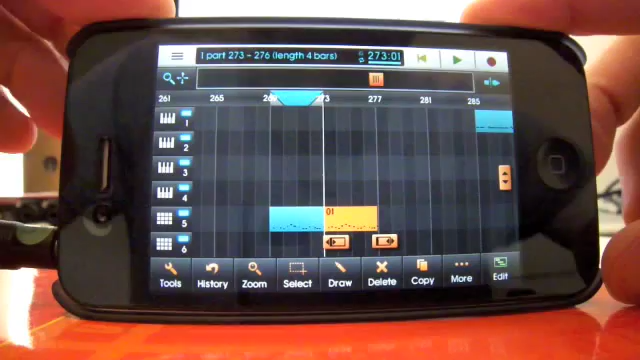 1 part 273 - 276 (length 4 bars) 273:01
261 265 269 273 277 281 285
1
2
3
4
5 01
6
Tools History Zoom Select Draw Delete Copy More Edit